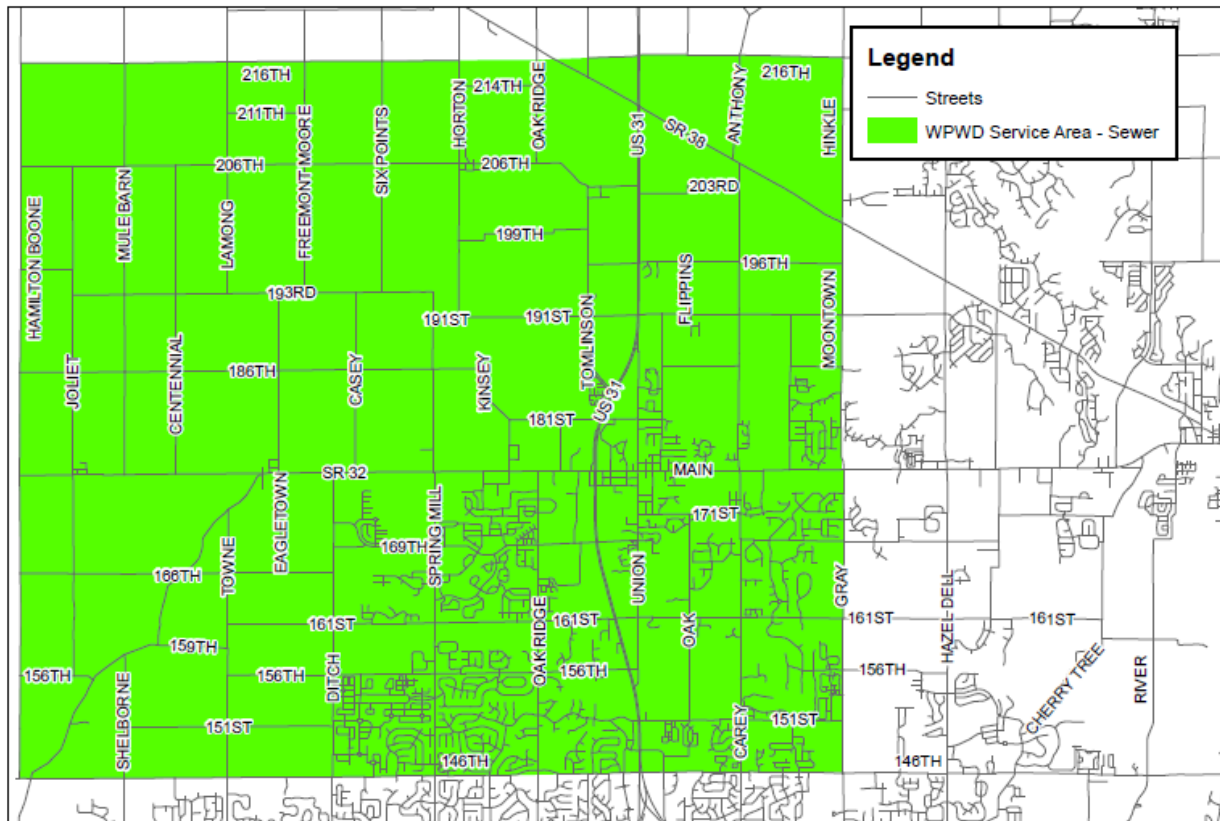 Legend
Streets
WPWD Service Area - Sewer
216TH
216TH
214TH
211TH
HORTON
OAK RIDGE
US 31
ANTHONY
HINKLE
FREEMONT-MOORE
SIX POINTS
SR-38
206TH
206TH
203RD
HAMILTON BOONE
MULEBARN
LAMONG
199TH
196TH
193RD
FLIPPINS
191ST
191ST
TOMLINSON
MOONTOWN
JOLIET
CENTENNIAL
186TH
CASEY
KINSEY
US 31
181ST
SR 32
MAIN
EAGLETOWN
SPRING MILL
171ST
169TH
166TH
TOWNE
UNION
GRAY
HAZEL DELL
161ST
161ST
161ST
161ST
OAK RIDGE
OAK
159TH
156TH
156TH
156TH
156TH
DITCH
CHERRY TREE
RIVER
SHELBORNE
151ST
CAREY
151ST
146TH
146TH